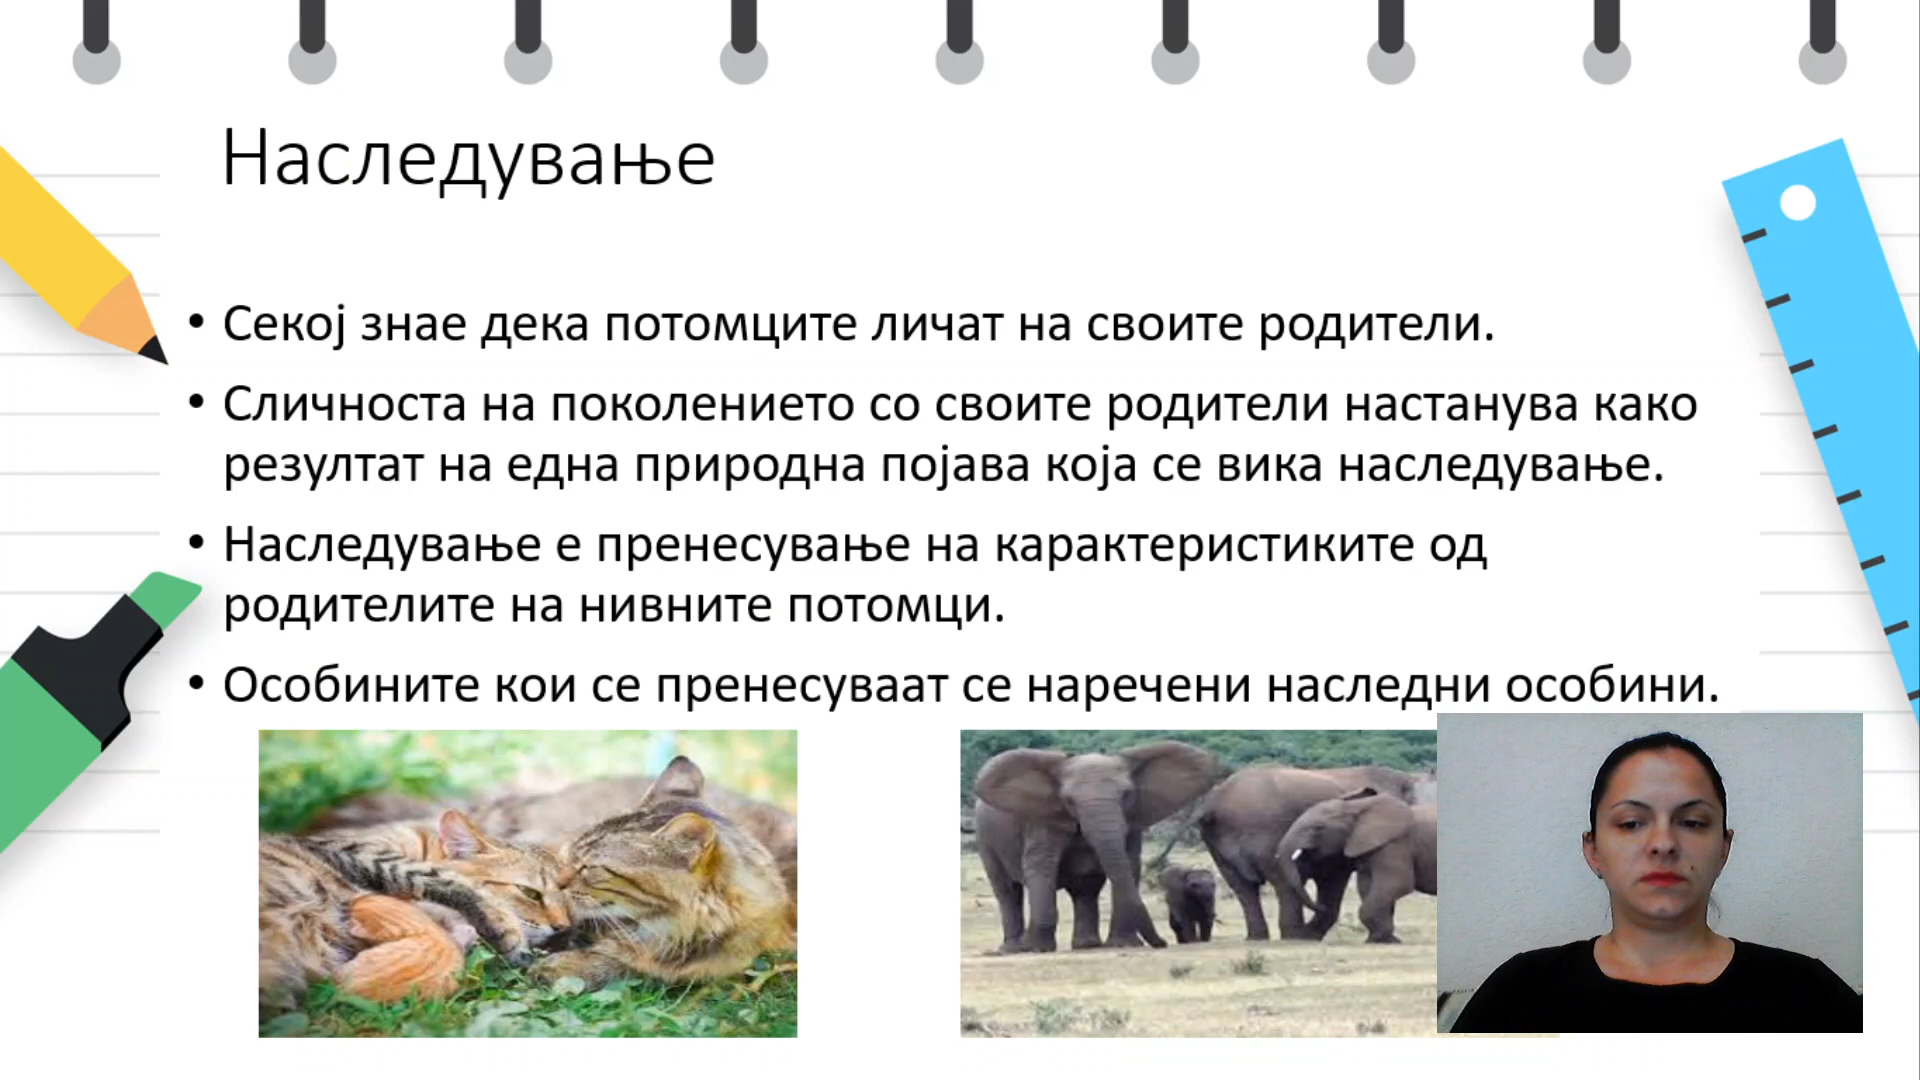 Наследување
• Секој знае дека потомците личат на своите родители.
• Сличноста на поколението со своите родители настанува како
резултат на една природна појава која се вика наследување.
• Наследување е пренесување на карактеристиките од
родителите на нивните потомци.
• Особините кои се пренесуваат се наречени наследни особини.